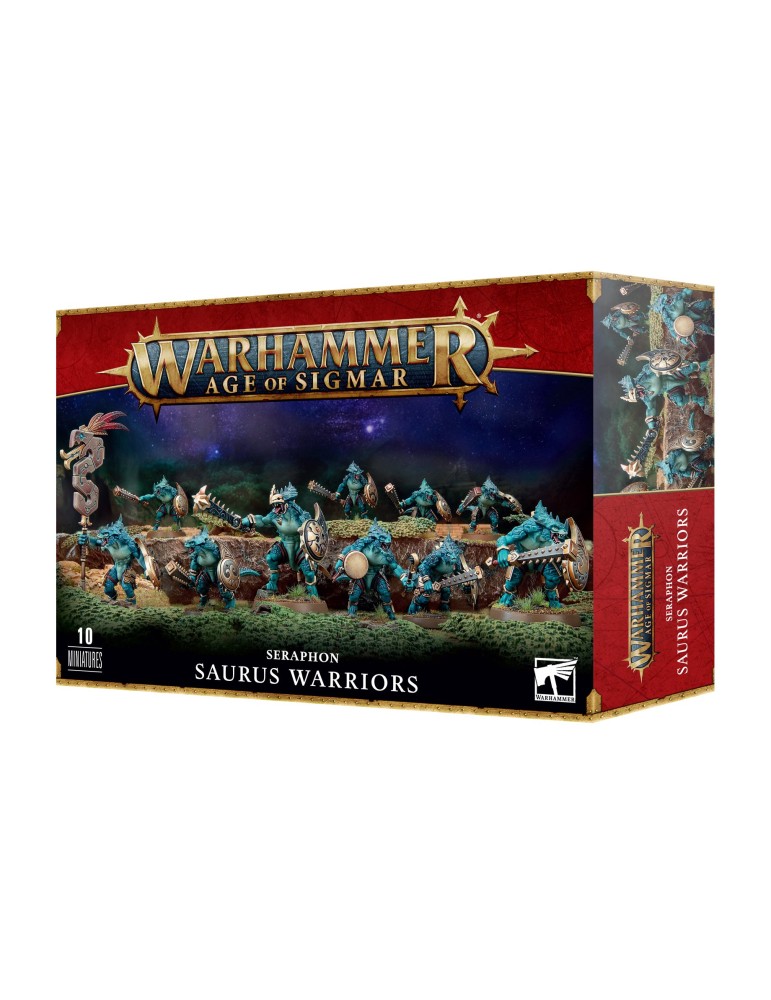 WARHAMMER®
AGE OF SIGMAR
10
MINIATURES
SERAPHON
SAURUS WARRIORS
WARHAMMER
WARHAMMER
AGE OF SIGMAR
SERAPHON
SAURUS WARRIORS